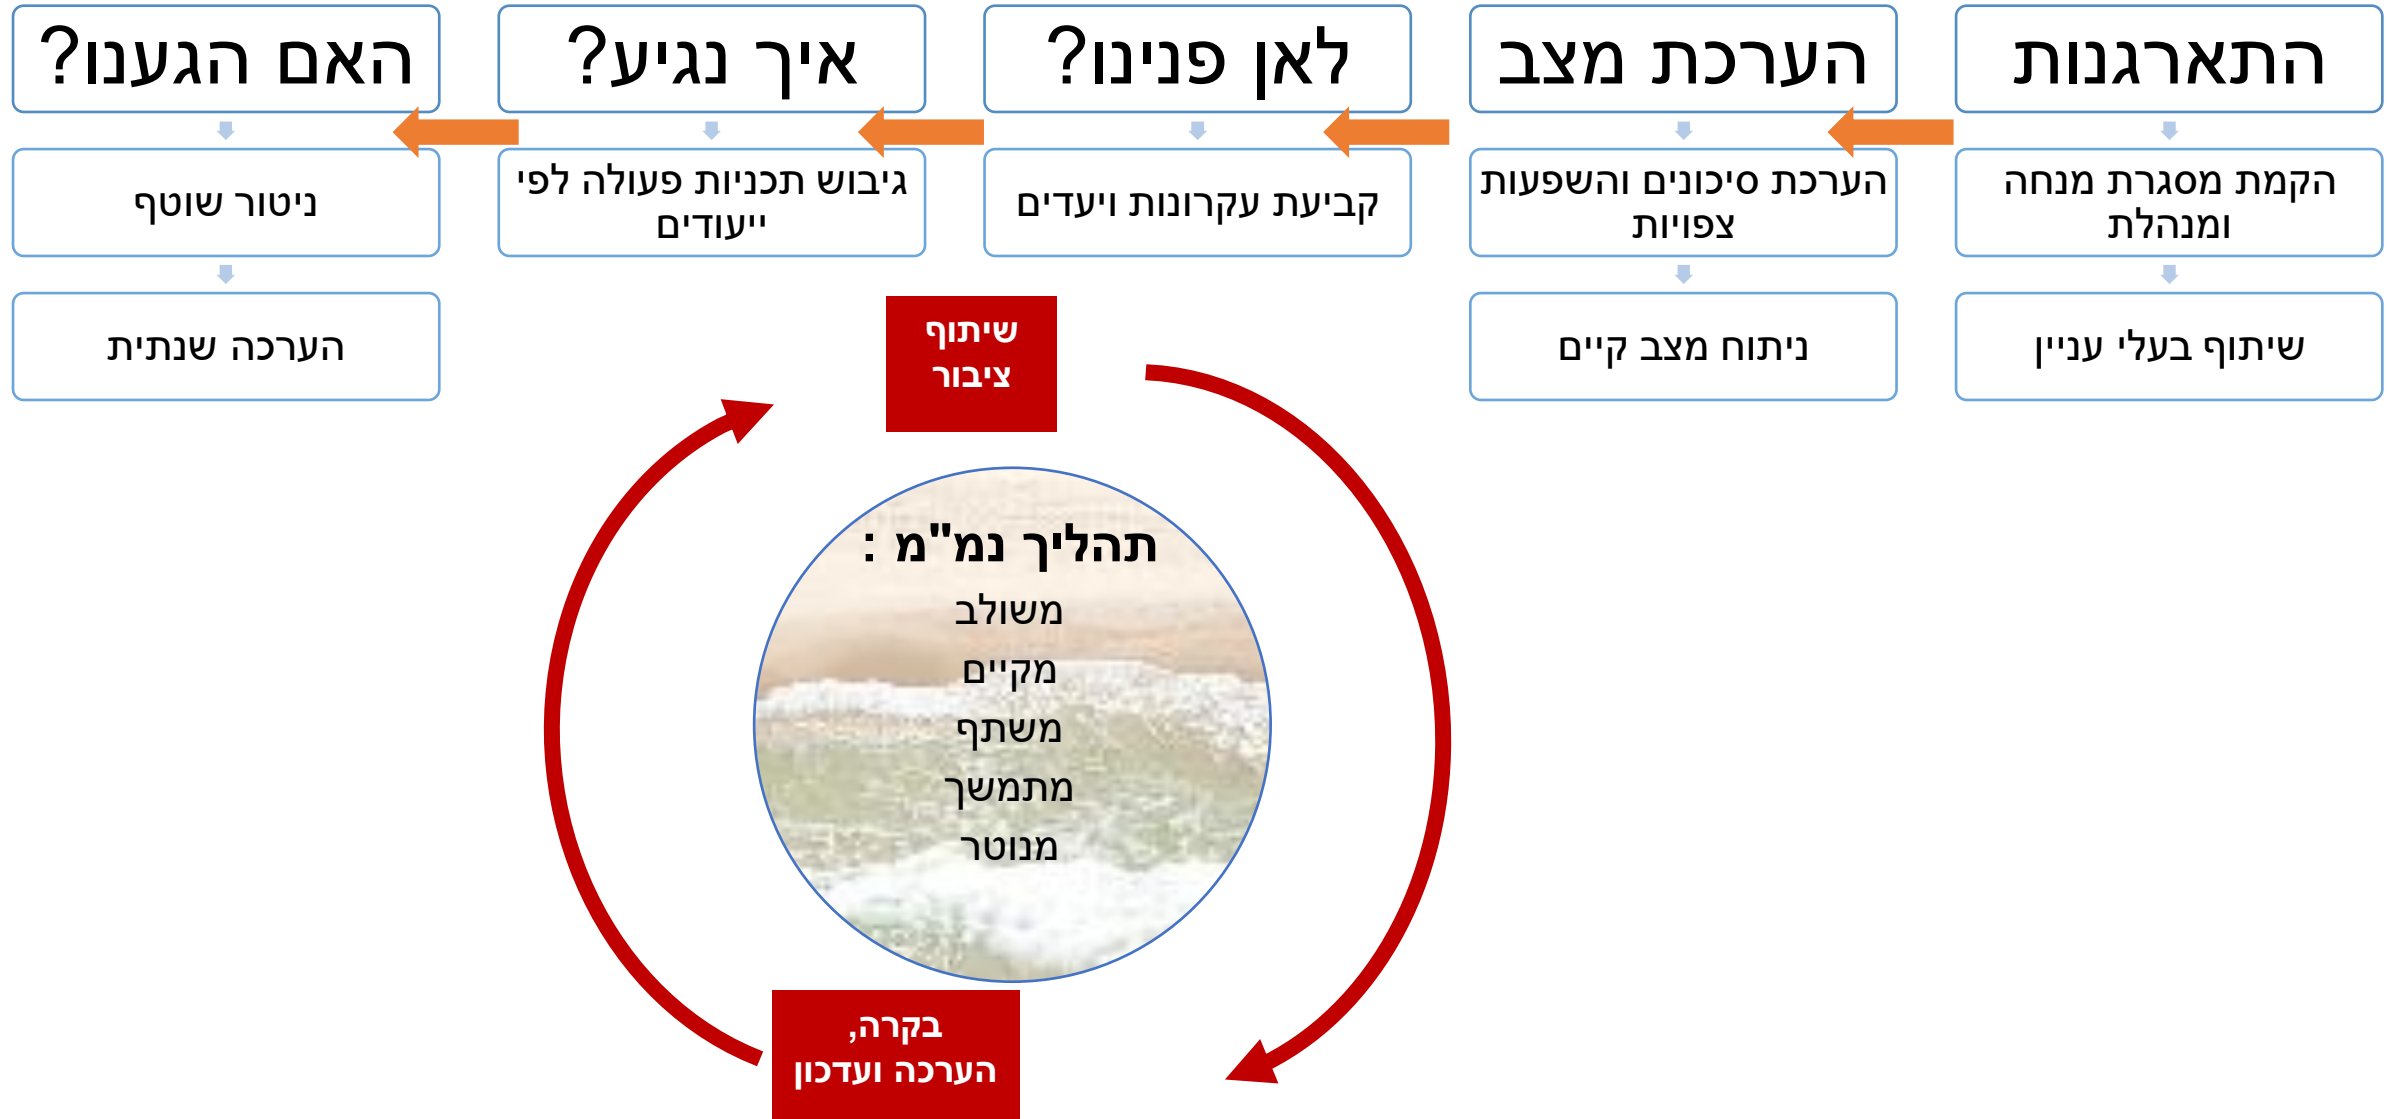 התארגנות
הקמת מסגרת מנחה
ומנהלת
שיתוף בעלי עניין
הערכת מצב
הערכת סיכונים והשפעות
צפויות
ניתוח מצב קיים
לאן פנינו?
קביעת עקרונות ויעדים
איך נגיע?
גיבוש תכניות פעולה לפי
ייעודים
האם הגענו?
ניטור שוטף
הערכה שנתית
שיתוף
ציבור
תהליך נמ"מ :
משולב
מקיים
משתף
מתמשך
מנוטר
בקרה,
הערכה ועדכון